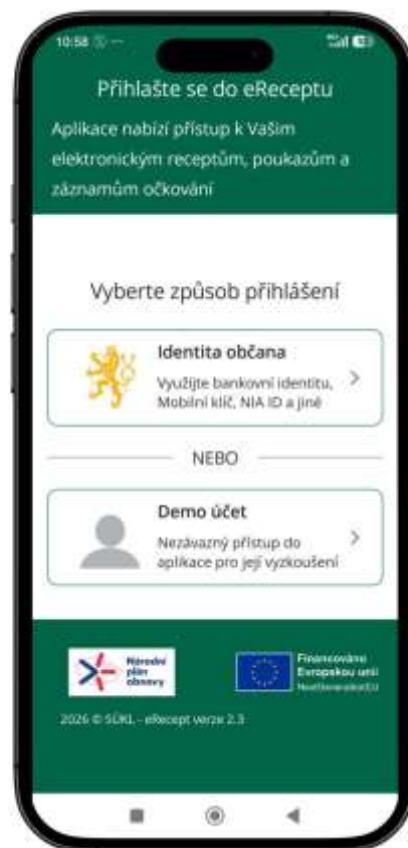 10:58
Přihlašte se do eReceptu
Aplikace nabízí přístup k Vašim
elektronickým receptům, poukazům a
záznamům očkování
Vyberte způsob přihlášení
Identita občana
Využijte bankovní identitu,
Mobilní klíč, NIA ID a jiné
NEBO
Demo účet
Nezávazný přístup do
aplikace pro její vyzkoušení
Národní
plán
obnovy
Financováno
Evropskou unií
NextGenerationEU
2026 © SÚKL - eRecept verze 2.3